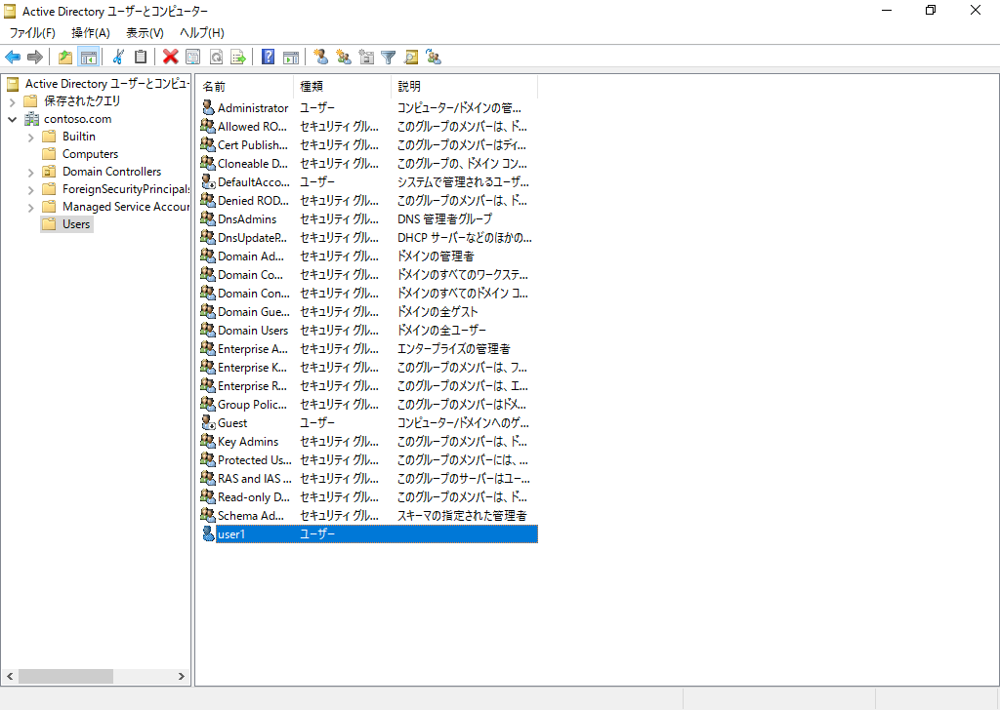 Active Directory ユーザーとコンピューター
ファイル(F) 操作(A) 表示(V) ヘルプ(H)
Active Directory ユーザーとコンピュー
保存されたクエリ
contoso.com
Builtin
Computers
Domain Controllers
ForeignSecurityPrincipals
Managed Service Accour
Users
名前 種類 説明
Administrator ユーザー コンピューター/ドメインの管...
Allowed RO... セキュリティ グル... このグループのメンバーは、ド...
Cert Publish... セキュリティ グル... このグループのメンバーはディ...
Cloneable D... セキュリティ グル... このグループの、ドメイン コン...
DefaultAcco... ユーザー システムで管理されるユーザ...
Denied ROD... セキュリティ グル... このグループのメンバーは、ド...
DnsAdmins セキュリティ グル... DNS 管理者グループ
DnsUpdateP... セキュリティ グル... DHCP サーバーなどのほかの...
Domain Ad... セキュリティ グル... ドメインの管理者
Domain Co... セキュリティ グル... ドメインのすべてのワークステ...
Domain Con... セキュリティ グル... ドメインのすべてのドメイン コ...
Domain Gue... セキュリティ グル... ドメインの全ゲスト
Domain Users セキュリティ グル... ドメインの全ユーザー
Enterprise A... セキュリティ グル... エンタープライズの管理者
Enterprise K... セキュリティ グル... このグループのメンバーは、フ...
Enterprise R... セキュリティ グル... このグループのメンバーは、エ...
Group Polic... セキュリティ グル... このグループのメンバーはドメ...
Guest ユーザー コンピューター/ドメインへのゲ...
Key Admins セキュリティ グル... このグループのメンバーは、ド...
Protected Us... セキュリティ グル... このグループのメンバーには、...
RAS and IAS ... セキュリティ グル... このグループのサーバーはユー...
Read-only D... セキュリティ グル... このグループのメンバーは、ド...
Schema Ad... セキュリティ グル... スキーマの指定された管理者
user1 ユーザー